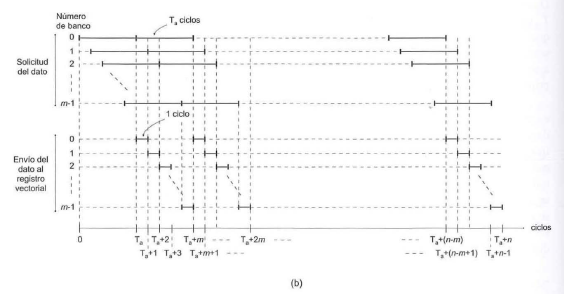 Número
de banco
Tₐ ciclos
0
1
2
Solicitud
del dato
m-1
1 ciclo
0
1
2
Envío del
dato al
registro
vectorial
m-1
ciclos
0
Tₐ Tₐ+2 Tₐ+m ---- Tₐ+2m --- --- Tₐ+(n-m) Tₐ+n
Tₐ+1 Tₐ+3 Tₐ+m+1 --- --- Tₐ+(n-m+1) Tₐ+n-1
(b)